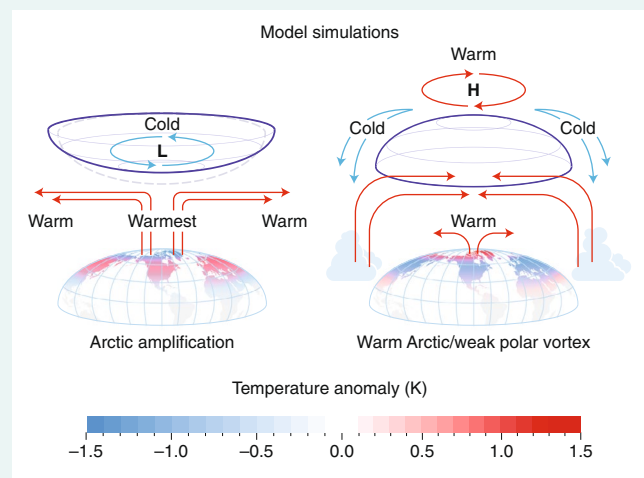 Model simulations
Warm
H
Cold
L
Cold
Cold
Warm
Warmest
Warm
Warm
Arctic amplification
Warm Arctic/weak polar vortex
Temperature anomaly (K)
−1.5 −1.0 −0.5 0.0 0.5 1.0 1.5